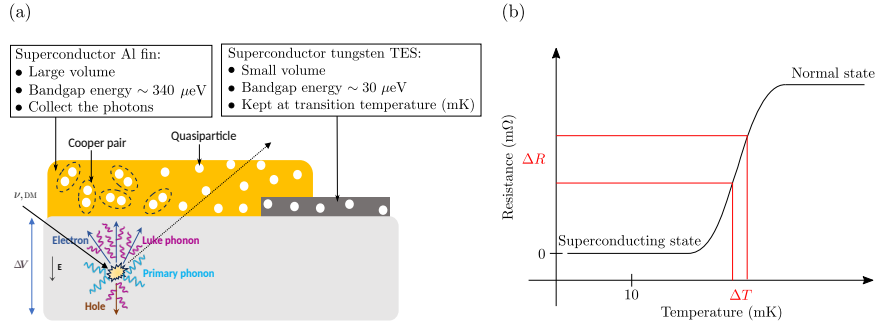 (a)
Superconductor Al fin:
● Large volume
● Bandgap energy ∼ 340 μeV
● Collect the photons
Superconductor tungsten TES:
● Small volume
● Bandgap energy ∼ 30 μeV
● Kept at transition temperature (mK)
Cooper pair
Quasiparticle
ν, DM
Electron
Luke phonon
ΔV
E
Primary phonon
Hole
(b)
Normal state
Resistance (mΩ)
ΔR
Superconducting state
0
10
ΔT
Temperature (mK)